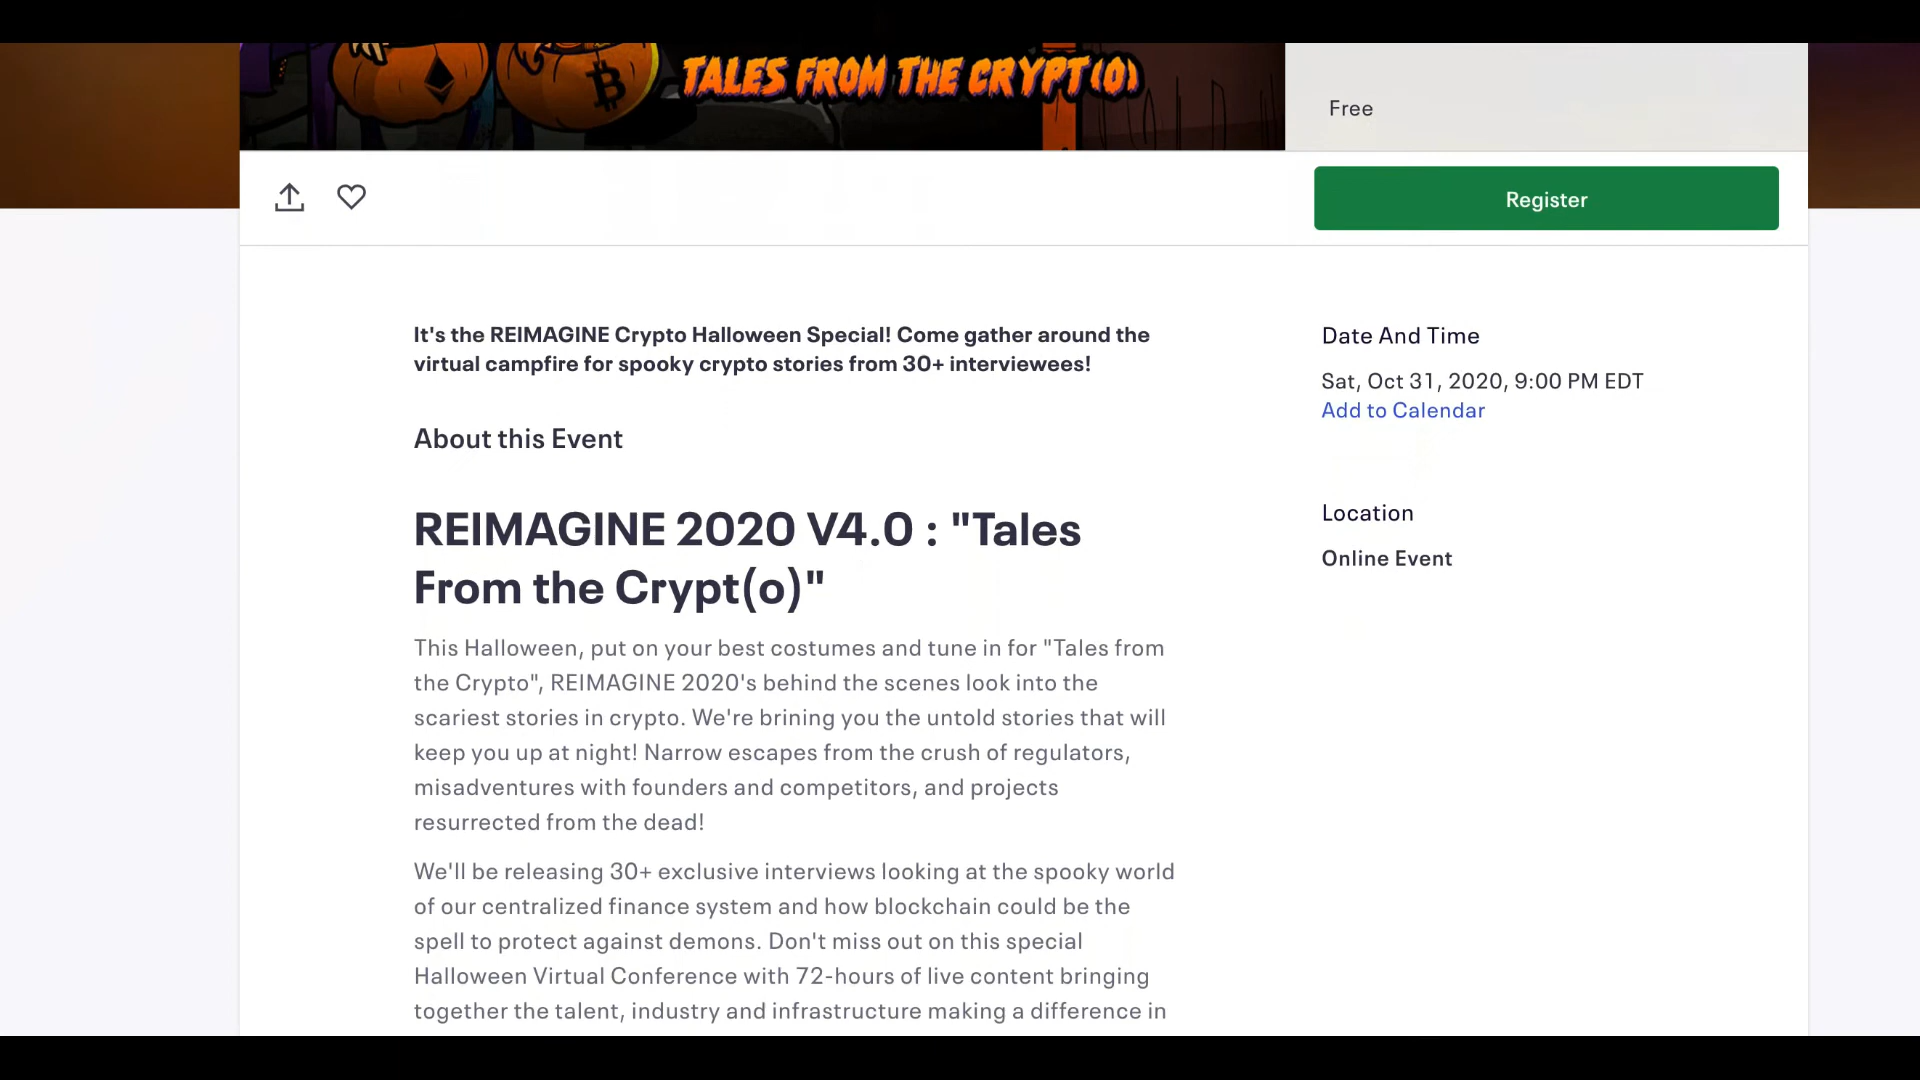 TALES FROM THE CRYPT(O)
Free
Register
It's the REIMAGINE Crypto Halloween Special! Come gather around the
virtual campfire for spooky crypto stories from 30+ interviewees!
About this Event
REIMAGINE 2020 V4.0 : "Tales
From the Crypt(o)"
This Halloween, put on your best costumes and tune in for "Tales from
the Crypto", REIMAGINE 2020's behind the scenes look into the
scariest stories in crypto. We're brining you the untold stories that will
keep you up at night! Narrow escapes from the crush of regulators,
misadventures with founders and competitors, and projects
resurrected from the dead!
We'll be releasing 30+ exclusive interviews looking at the spooky world
of our centralized finance system and how blockchain could be the
spell to protect against demons. Don't miss out on this special
Halloween Virtual Conference with 72-hours of live content bringing
together the talent, industry and infrastructure making a difference in
Date And Time
Sat, Oct 31, 2020, 9:00 PM EDT
Add to Calendar
Location
Online Event